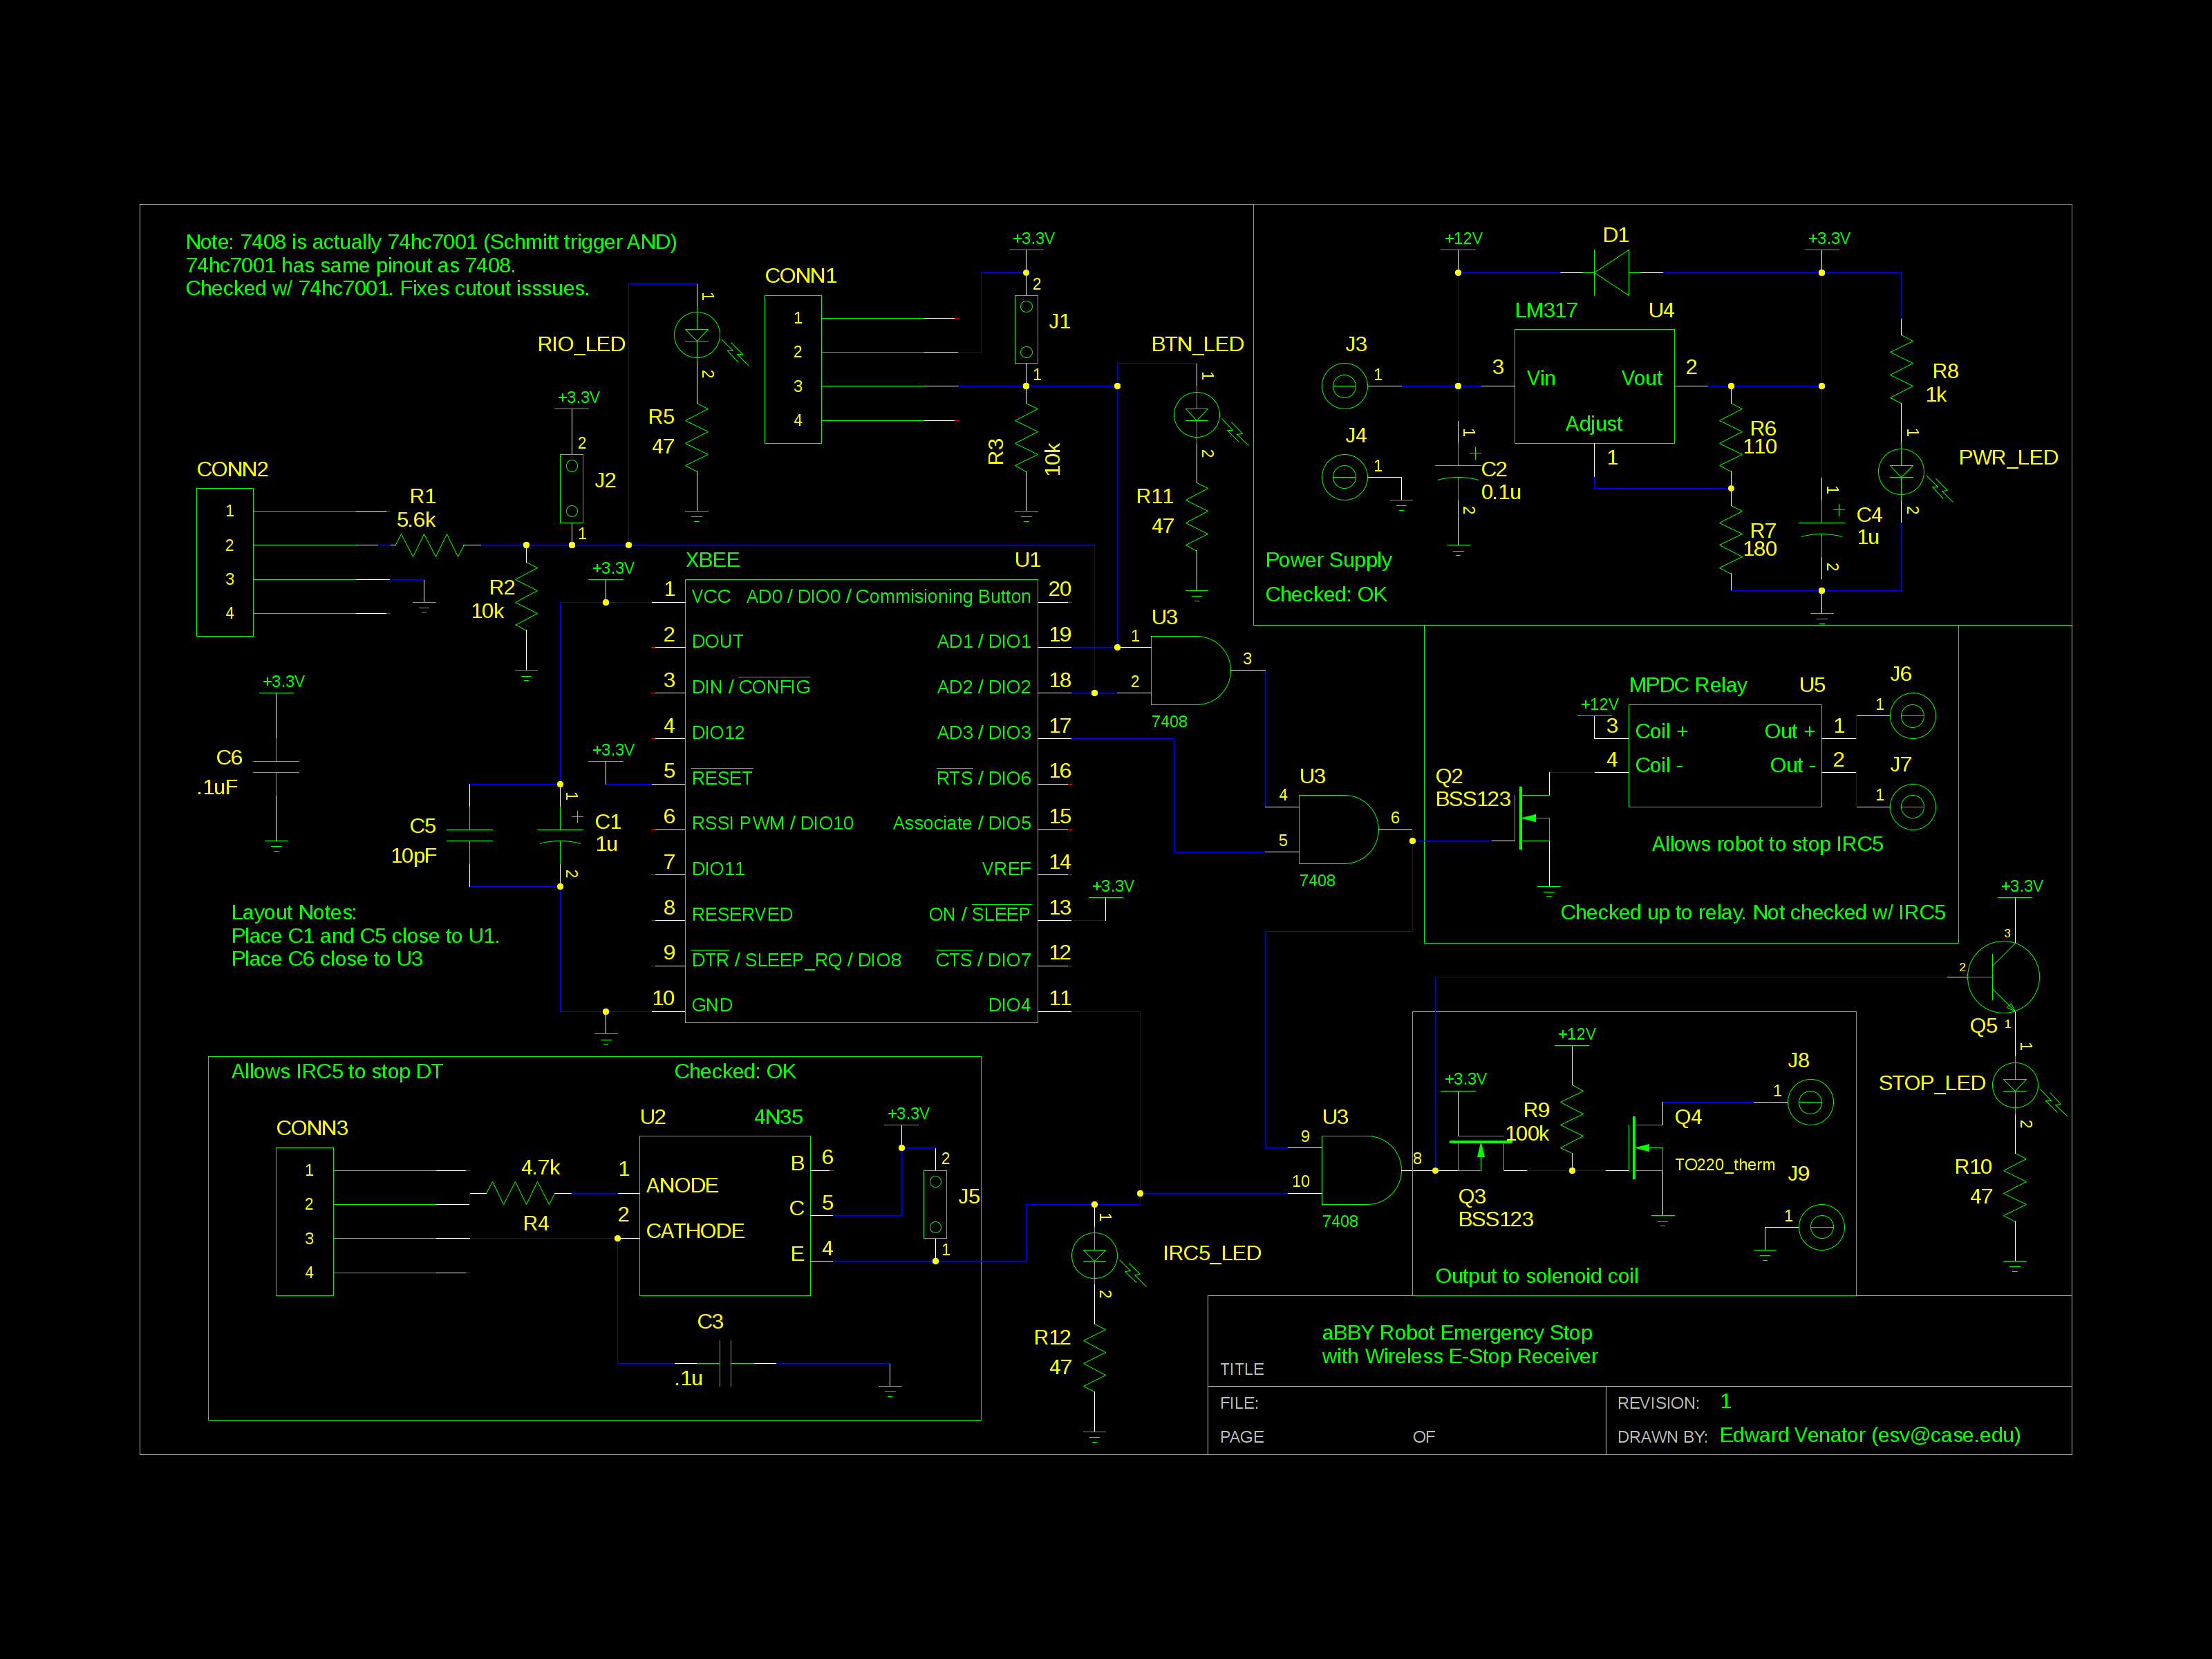 Note: 7408 is actually 74hc7001 (Schmitt trigger AND)
74hc7001 has same pinout as 7408.
Checked w/ 74hc7001. Fixes cutout isssues.
RIO_LED
1
2
R5
47
CONN1
1
2
3
4
+3.3V
2
J1
1
R3
10k
BTN_LED
1
2
R11
47
+12V
D1
+3.3V
LM317
U4
J3
1
3
Vin
Vout
2
Adjust
1
J4
1
1
+
C2
0.1u
2
R6
110
R7
180
1
+
C4
1u
2
R8
1k
1
PWR_LED
2
Power Supply
Checked: OK
CONN2
1
2
3
4
R1
5.6k
+3.3V
2
J2
1
R2
10k
+3.3V
XBEE
U1
1
VCC
AD0 / DIO0 / Commisioning Button
20
2
DOUT
AD1 / DIO1
19
3
DIN / CONFIG
AD2 / DIO2
18
4
DIO12
AD3 / DIO3
17
+3.3V
5
RESET
RTS / DIO6
16
6
RSSI PWM / DIO10
Associate / DIO5
15
7
DIO11
VREF
14
8
RESERVED
ON / SLEEP
13
+3.3V
9
DTR / SLEEP_RQ / DIO8
CTS / DIO7
12
10
GND
DIO4
11
+3.3V
C6
.1uF
C5
10pF
1
+
C1
1u
2
Layout Notes:
Place C1 and C5 close to U1.
Place C6 close to U3
U3
1
2
3
7408
U3
4
5
6
7408
MPDC Relay
U5
+12V
3
Coil +
Out +
1
4
Coil -
Out -
2
J6
1
J7
1
Q2
BSS123
Allows robot to stop IRC5
Checked up to relay. Not checked w/ IRC5
+3.3V
3
2
Q5
1
1
STOP_LED
2
R10
47
Allows IRC5 to stop DT
Checked: OK
CONN3
1
2
3
4
4.7k
R4
U2
4N35
1
ANODE
2
CATHODE
B
6
C
5
E
4
+3.3V
2
J5
1
C3
.1u
1
IRC5_LED
2
R12
47
U3
9
10
8
7408
+3.3V
Q3
BSS123
+12V
R9
100k
Q4
TO220_therm
J8
1
J9
1
Output to solenoid coil
TITLE
aBBY Robot Emergency Stop
with Wireless E-Stop Receiver
FILE:
REVISION: 1
PAGE OF
DRAWN BY: Edward Venator (esv@case.edu)